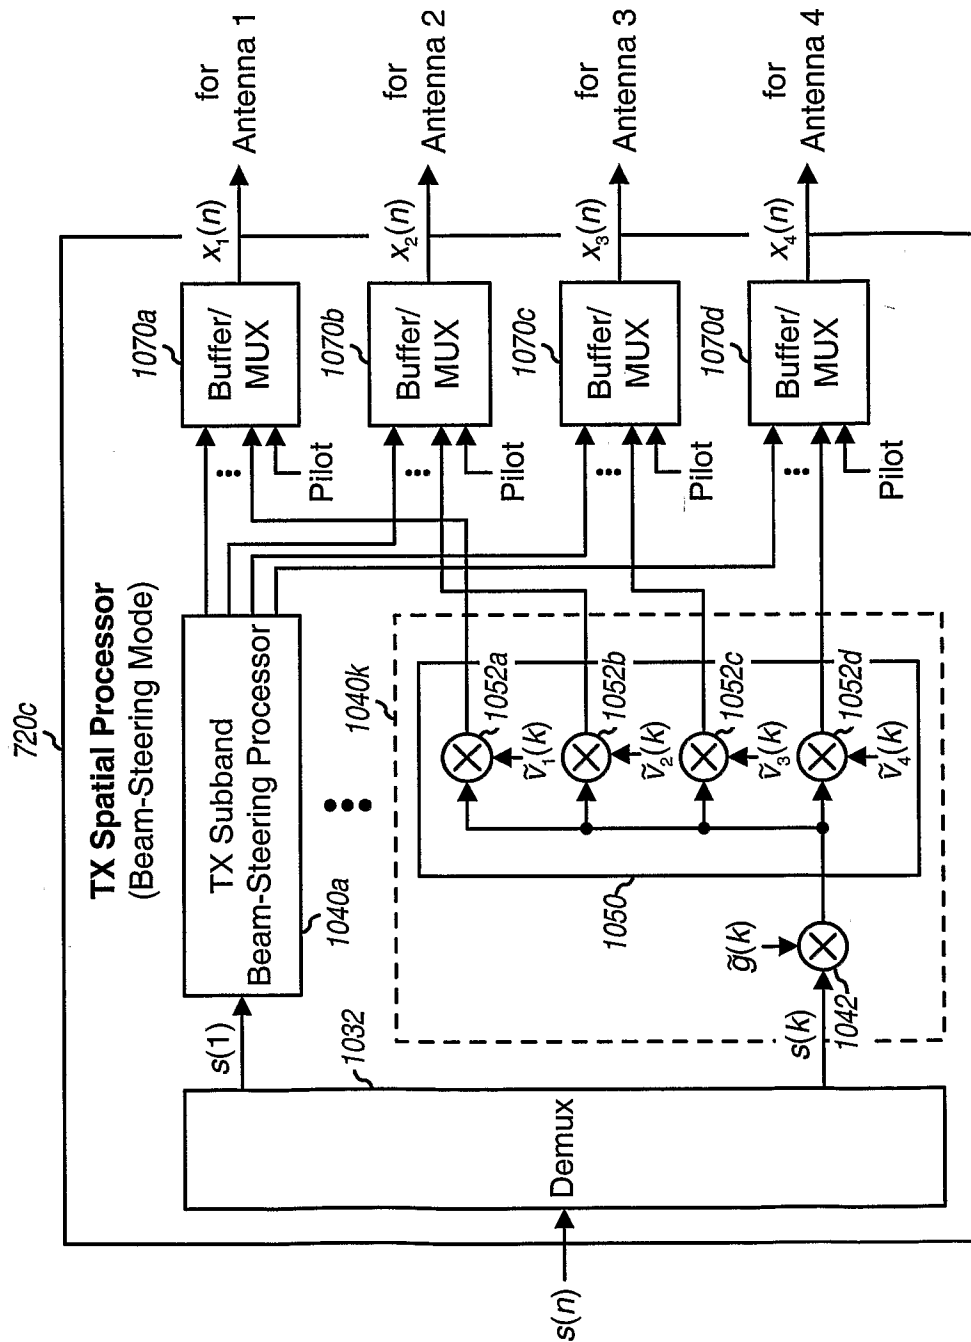 720c
TX Spatial Processor
(Beam-Steering Mode)
s(n)
Demux
1032
s(1)
TX Subband
Beam-Steering Processor
1040a
s(k)
1042
g̃(k)
1040k
1050
1052a
ṽ₁(k)
1052b
ṽ₂(k)
1052c
ṽ₃(k)
1052d
ṽ₄(k)
1070a
Buffer/
MUX
Pilot
x₁(n)
for
Antenna 1
1070b
Buffer/
MUX
Pilot
x₂(n)
for
Antenna 2
1070c
Buffer/
MUX
Pilot
x₃(n)
for
Antenna 3
1070d
Buffer/
MUX
Pilot
x₄(n)
for
Antenna 4